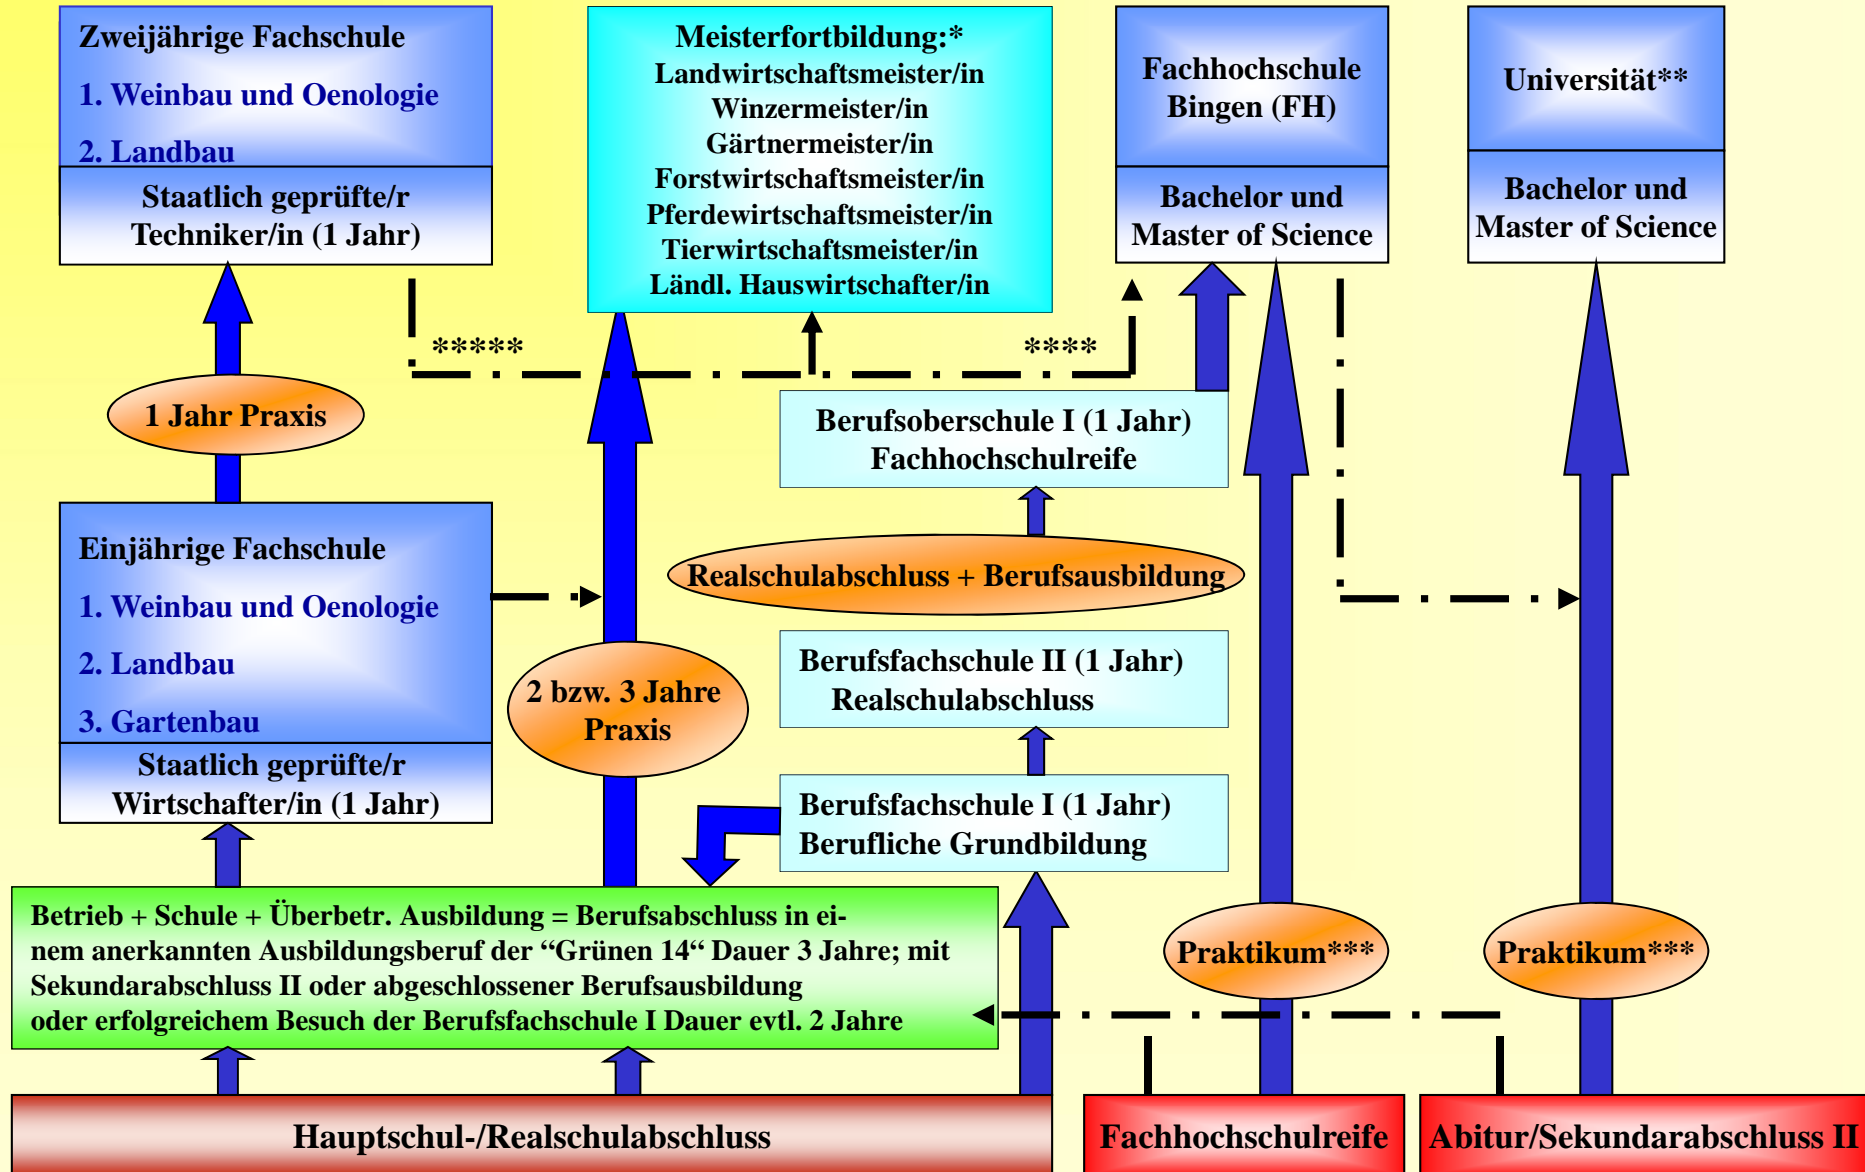 Zweijährige Fachschule
1. Weinbau und Oenologie
2. Landbau
Staatlich geprüfte/r
Techniker/in (1 Jahr)
Meisterfortbildung:*
Landwirtschaftsmeister/in
Winzermeister/in
Gärtnermeister/in
Forstwirtschaftsmeister/in
Pferdewirtschaftsmeister/in
Tierwirtschaftsmeister/in
Ländl. Hauswirtschafter/in
Fachhochschule
Bingen (FH)
Bachelor und
Master of Science
Universität**
Bachelor und
Master of Science
*****
****
1 Jahr Praxis
Berufsoberschule I (1 Jahr)
Fachhochschulreife
Einjährige Fachschule
1. Weinbau und Oenologie
2. Landbau
3. Gartenbau
Staatlich geprüfte/r
Wirtschafter/in (1 Jahr)
Realschulabschluss + Berufsausbildung
2 bzw. 3 Jahre
Praxis
Berufsfachschule II (1 Jahr)
Realschulabschluss
Berufsfachschule I (1 Jahr)
Berufliche Grundbildung
Betrieb + Schule + Überbetr. Ausbildung = Berufsabschluss in ei-
nem anerkannten Ausbildungsberuf der “Grünen 14“ Dauer 3 Jahre; mit
Sekundarabschluss II oder abgeschlossener Berufsausbildung
oder erfolgreichem Besuch der Berufsfachschule I Dauer evtl. 2 Jahre
Praktikum***
Praktikum***
Hauptschul-/Realschulabschluss
Fachhochschulreife
Abitur/Sekundarabschluss II